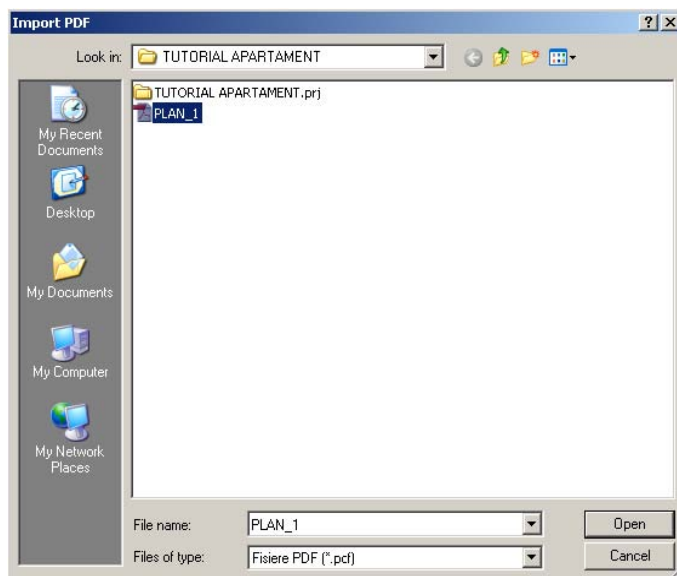 Import PDF
Look in: TUTORIAL APARTAMENT
TUTORIAL APARTAMENT.prj
PLAN_1
My Recent
Documents
Desktop
My Documents
My Computer
My Network
Places
File name: PLAN_1 Open
Files of type: Fisiere PDF (*.pdf) Cancel